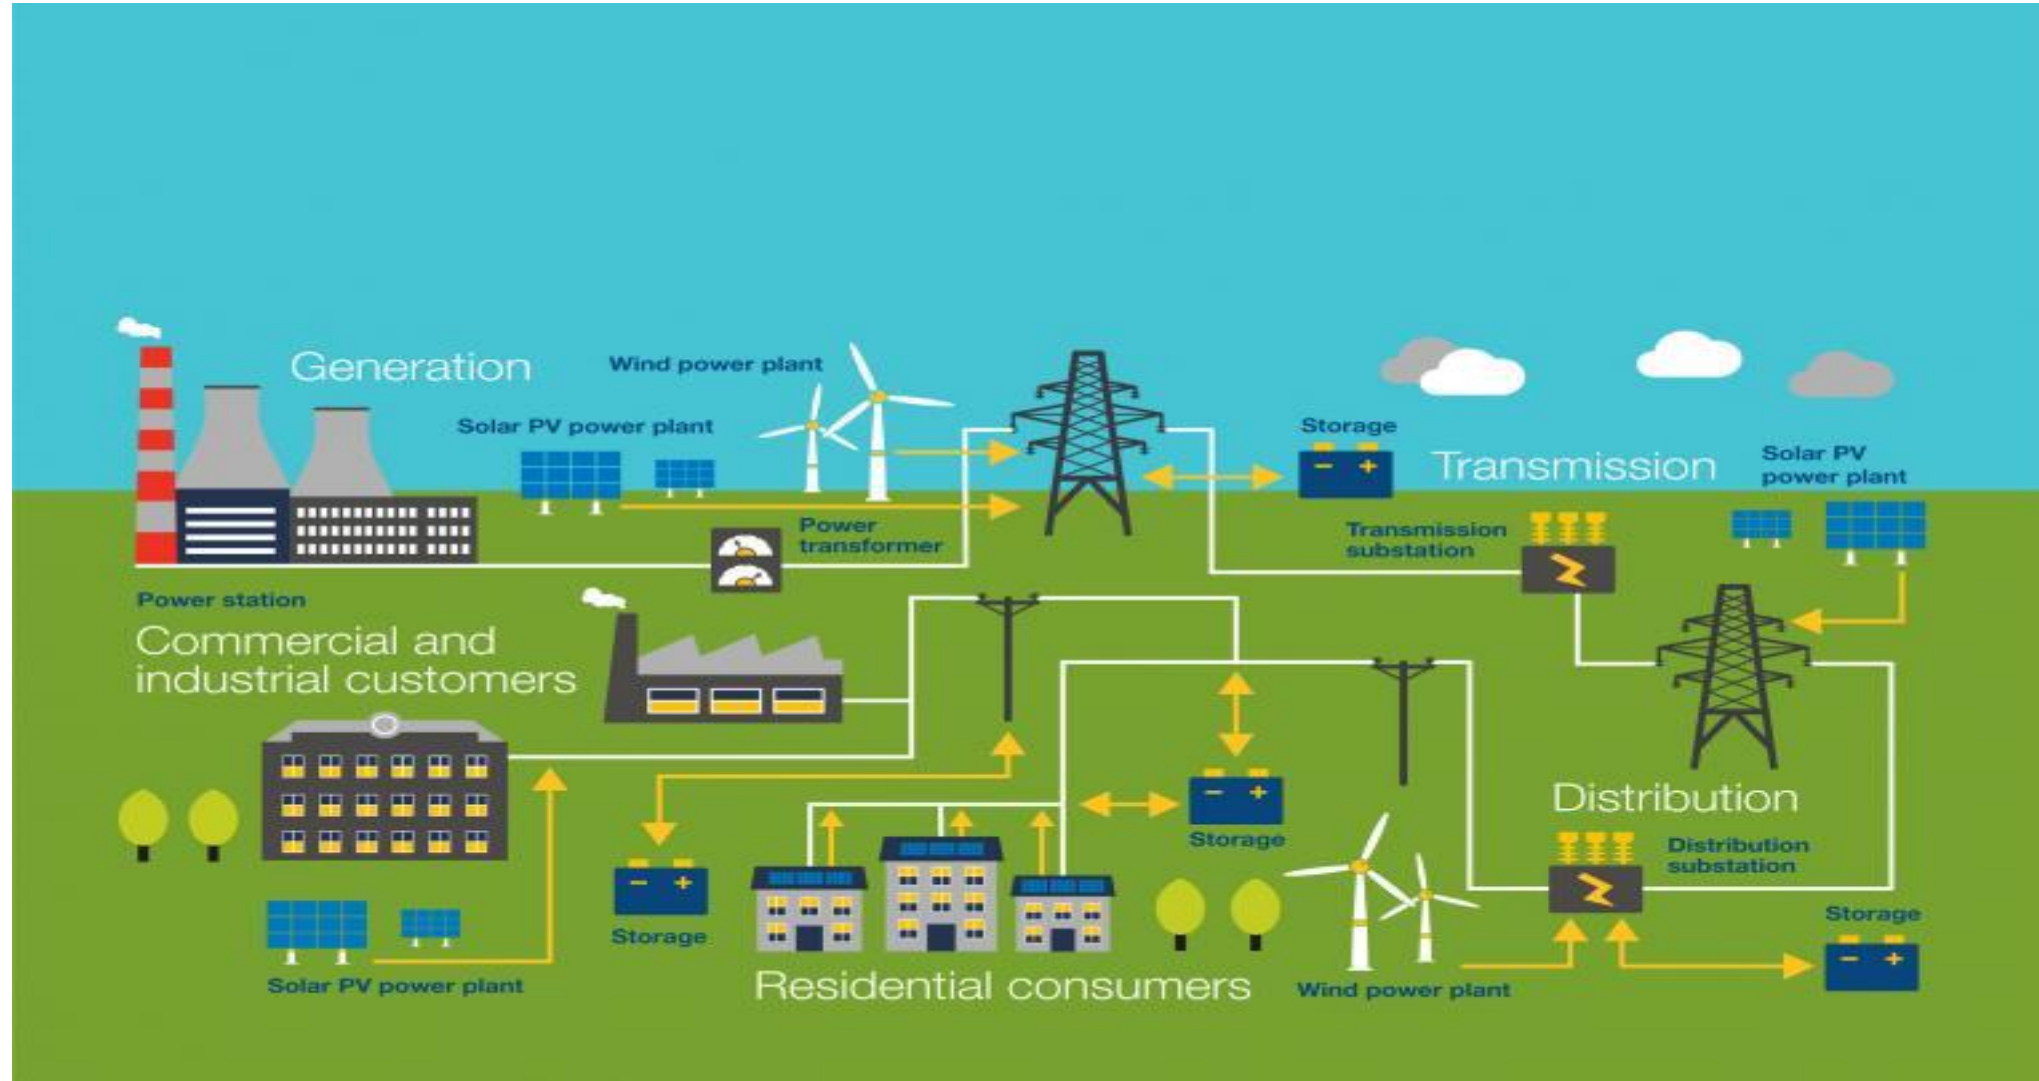 Generation
Wind power plant
Solar PV power plant
Storage
Transmission
Solar PV
power plant
Power
transformer
Transmission
substation
Power station
Commercial and
industrial customers
Distribution
Storage
Distribution
substation
Storage
Storage
Solar PV power plant
Residential consumers
Wind power plant